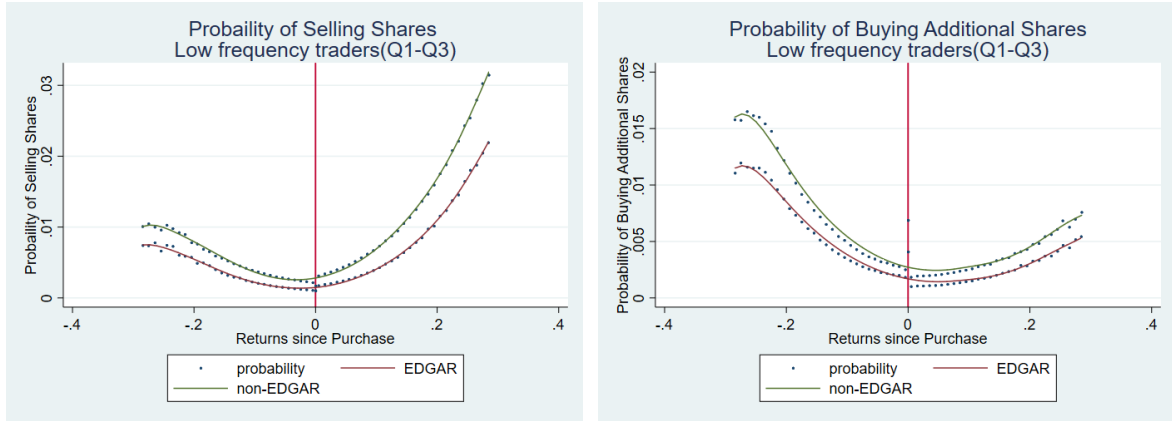 Probaility of Selling Shares
Low frequency traders(Q1-Q3)
Probaility of Selling Shares
.03
.02
.01
0
-.4
-.2
0
.2
.4
Returns since Purchase
probability
EDGAR
non-EDGAR
Probability of Buying Additional Shares
Low frequency traders(Q1-Q3)
Probability of Buying Additional Shares
.02
.015
.01
.005
0
-.4
-.2
0
.2
.4
Returns since Purchase
probability
EDGAR
non-EDGAR